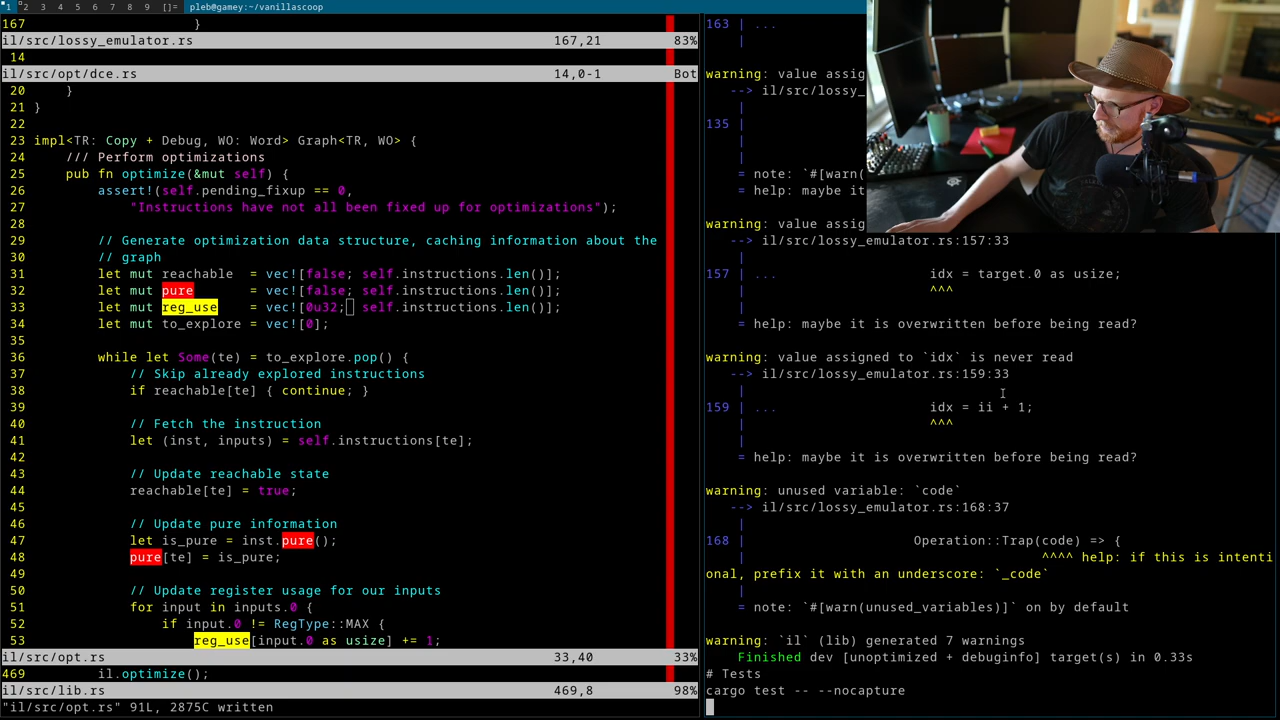 1 2 3 4 5 6 7 8 9 []= pleb@gamey:~/vanillascoop
167 }
il/src/lossy_emulator.rs 167,21 83%
14
il/src/opt/dce.rs 14,0-1 Bot
20 }
21 }
22
23 impl<TR: Copy + Debug, WO: Word> Graph<TR, WO> {
24 /// Perform optimizations
25 pub fn optimize(&mut self) {
26 assert!(self.pending_fixup == 0,
27 "Instructions have not all been fixed up for optimizations");
28
29 // Generate optimization data structure, caching information about the
30 // graph
31 let mut reachable = vec![false; self.instructions.len()];
32 let mut pure = vec![false; self.instructions.len()];
33 let mut reg_use = vec![0u32; self.instructions.len()];
34 let mut to_explore = vec![0];
35
36 while let Some(te) = to_explore.pop() {
37 // Skip already explored instructions
38 if reachable[te] { continue; }
39
40 // Fetch the instruction
41 let (inst, inputs) = self.instructions[te];
42
43 // Update reachable state
44 reachable[te] = true;
45
46 // Update pure information
47 let is_pure = inst.pure();
48 pure[te] = is_pure;
49
50 // Update register usage for our inputs
51 for input in inputs.0 {
52 if input.0 != RegType::MAX {
53 reg_use[input.0 as usize] += 1;
il/src/opt.rs 33,40 33%
469 il.optimize();
il/src/lib.rs 469,8 98%
"il/src/opt.rs" 91L, 2875C written
163 | ...
|
warning: value assig
--> il/src/lossy_
|
135 |
|
|
= note: `#[warn(
= help: maybe it
warning: value assig
--> il/src/lossy_emulator.rs:157:33
|
157 | ... idx = target.0 as usize;
| ^^^
|
= help: maybe it is overwritten before being read?
warning: value assigned to `idx` is never read
--> il/src/lossy_emulator.rs:159:33
|
159 | ... idx = ii + 1;
| ^^^
|
= help: maybe it is overwritten before being read?
warning: unused variable: `code`
--> il/src/lossy_emulator.rs:168:37
|
168 | Operation::Trap(code) => {
| ^^^^ help: if this is intenti
onal, prefix it with an underscore: `_code`
|
= note: `#[warn(unused_variables)]` on by default
warning: `il` (lib) generated 7 warnings
Finished dev [unoptimized + debuginfo] target(s) in 0.33s
# Tests
cargo test -- --nocapture